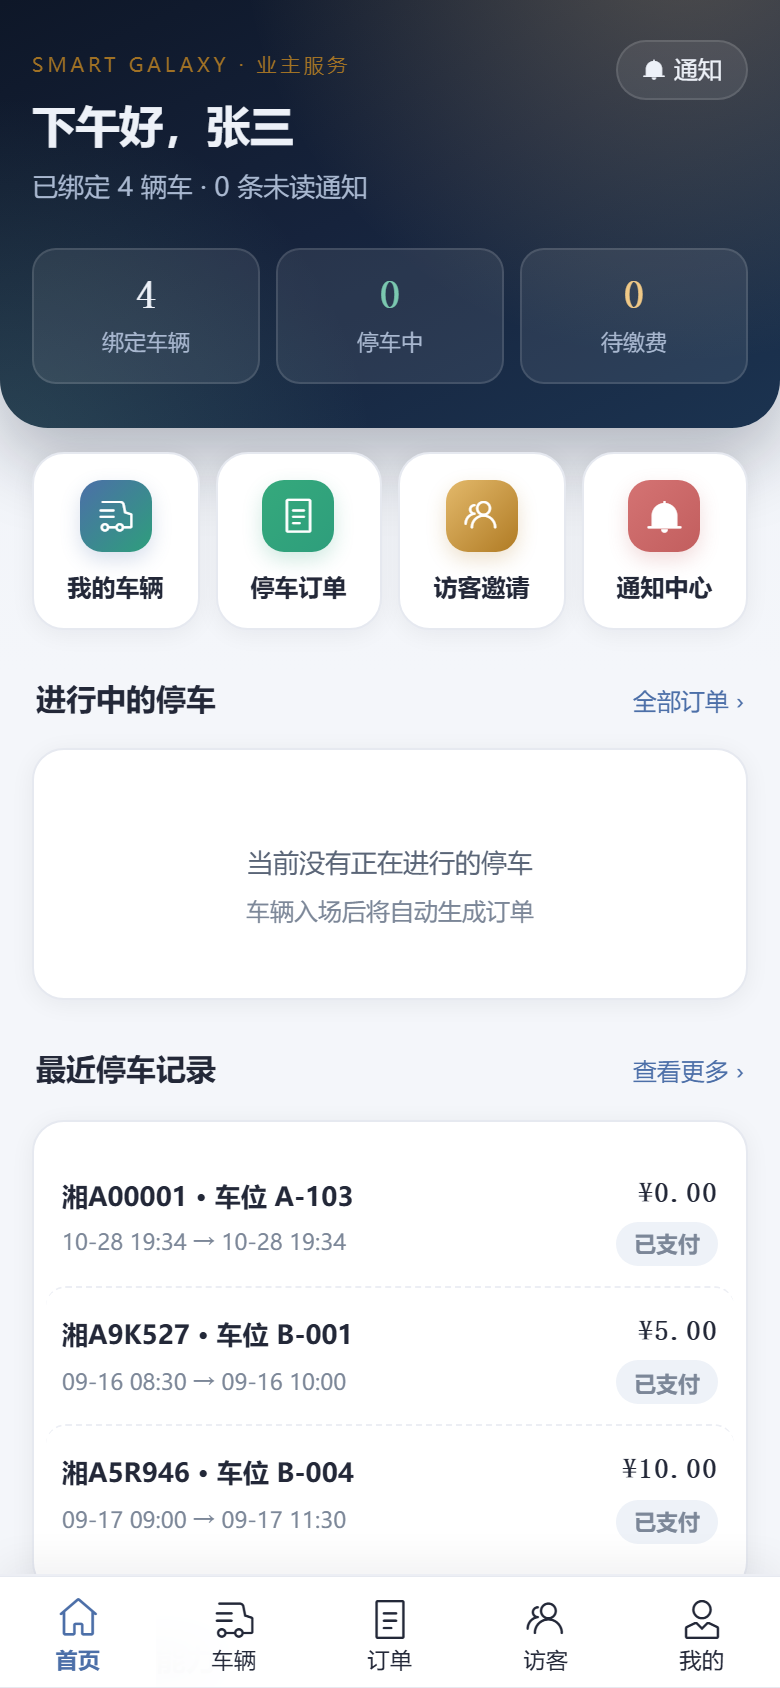 SMART GALAXY · 业主服务
通知
下午好，张三
已绑定 4 辆车 · 0 条未读通知
4
0
0
绑定车辆
停车中
待缴费
我的车辆
停车订单
访客邀请
通知中心
进行中的停车
全部订单 ›
当前没有正在进行的停车
车辆入场后将自动生成订单
最近停车记录
查看更多 ›
湘A00001 • 车位 A-103
¥0.00
10-28 19:34 → 10-28 19:34
已支付
湘A9K527 • 车位 B-001
¥5.00
09-16 08:30 → 09-16 10:00
已支付
湘A5R946 • 车位 B-004
¥10.00
09-17 09:00 → 09-17 11:30
已支付
首页
车辆
订单
访客
我的